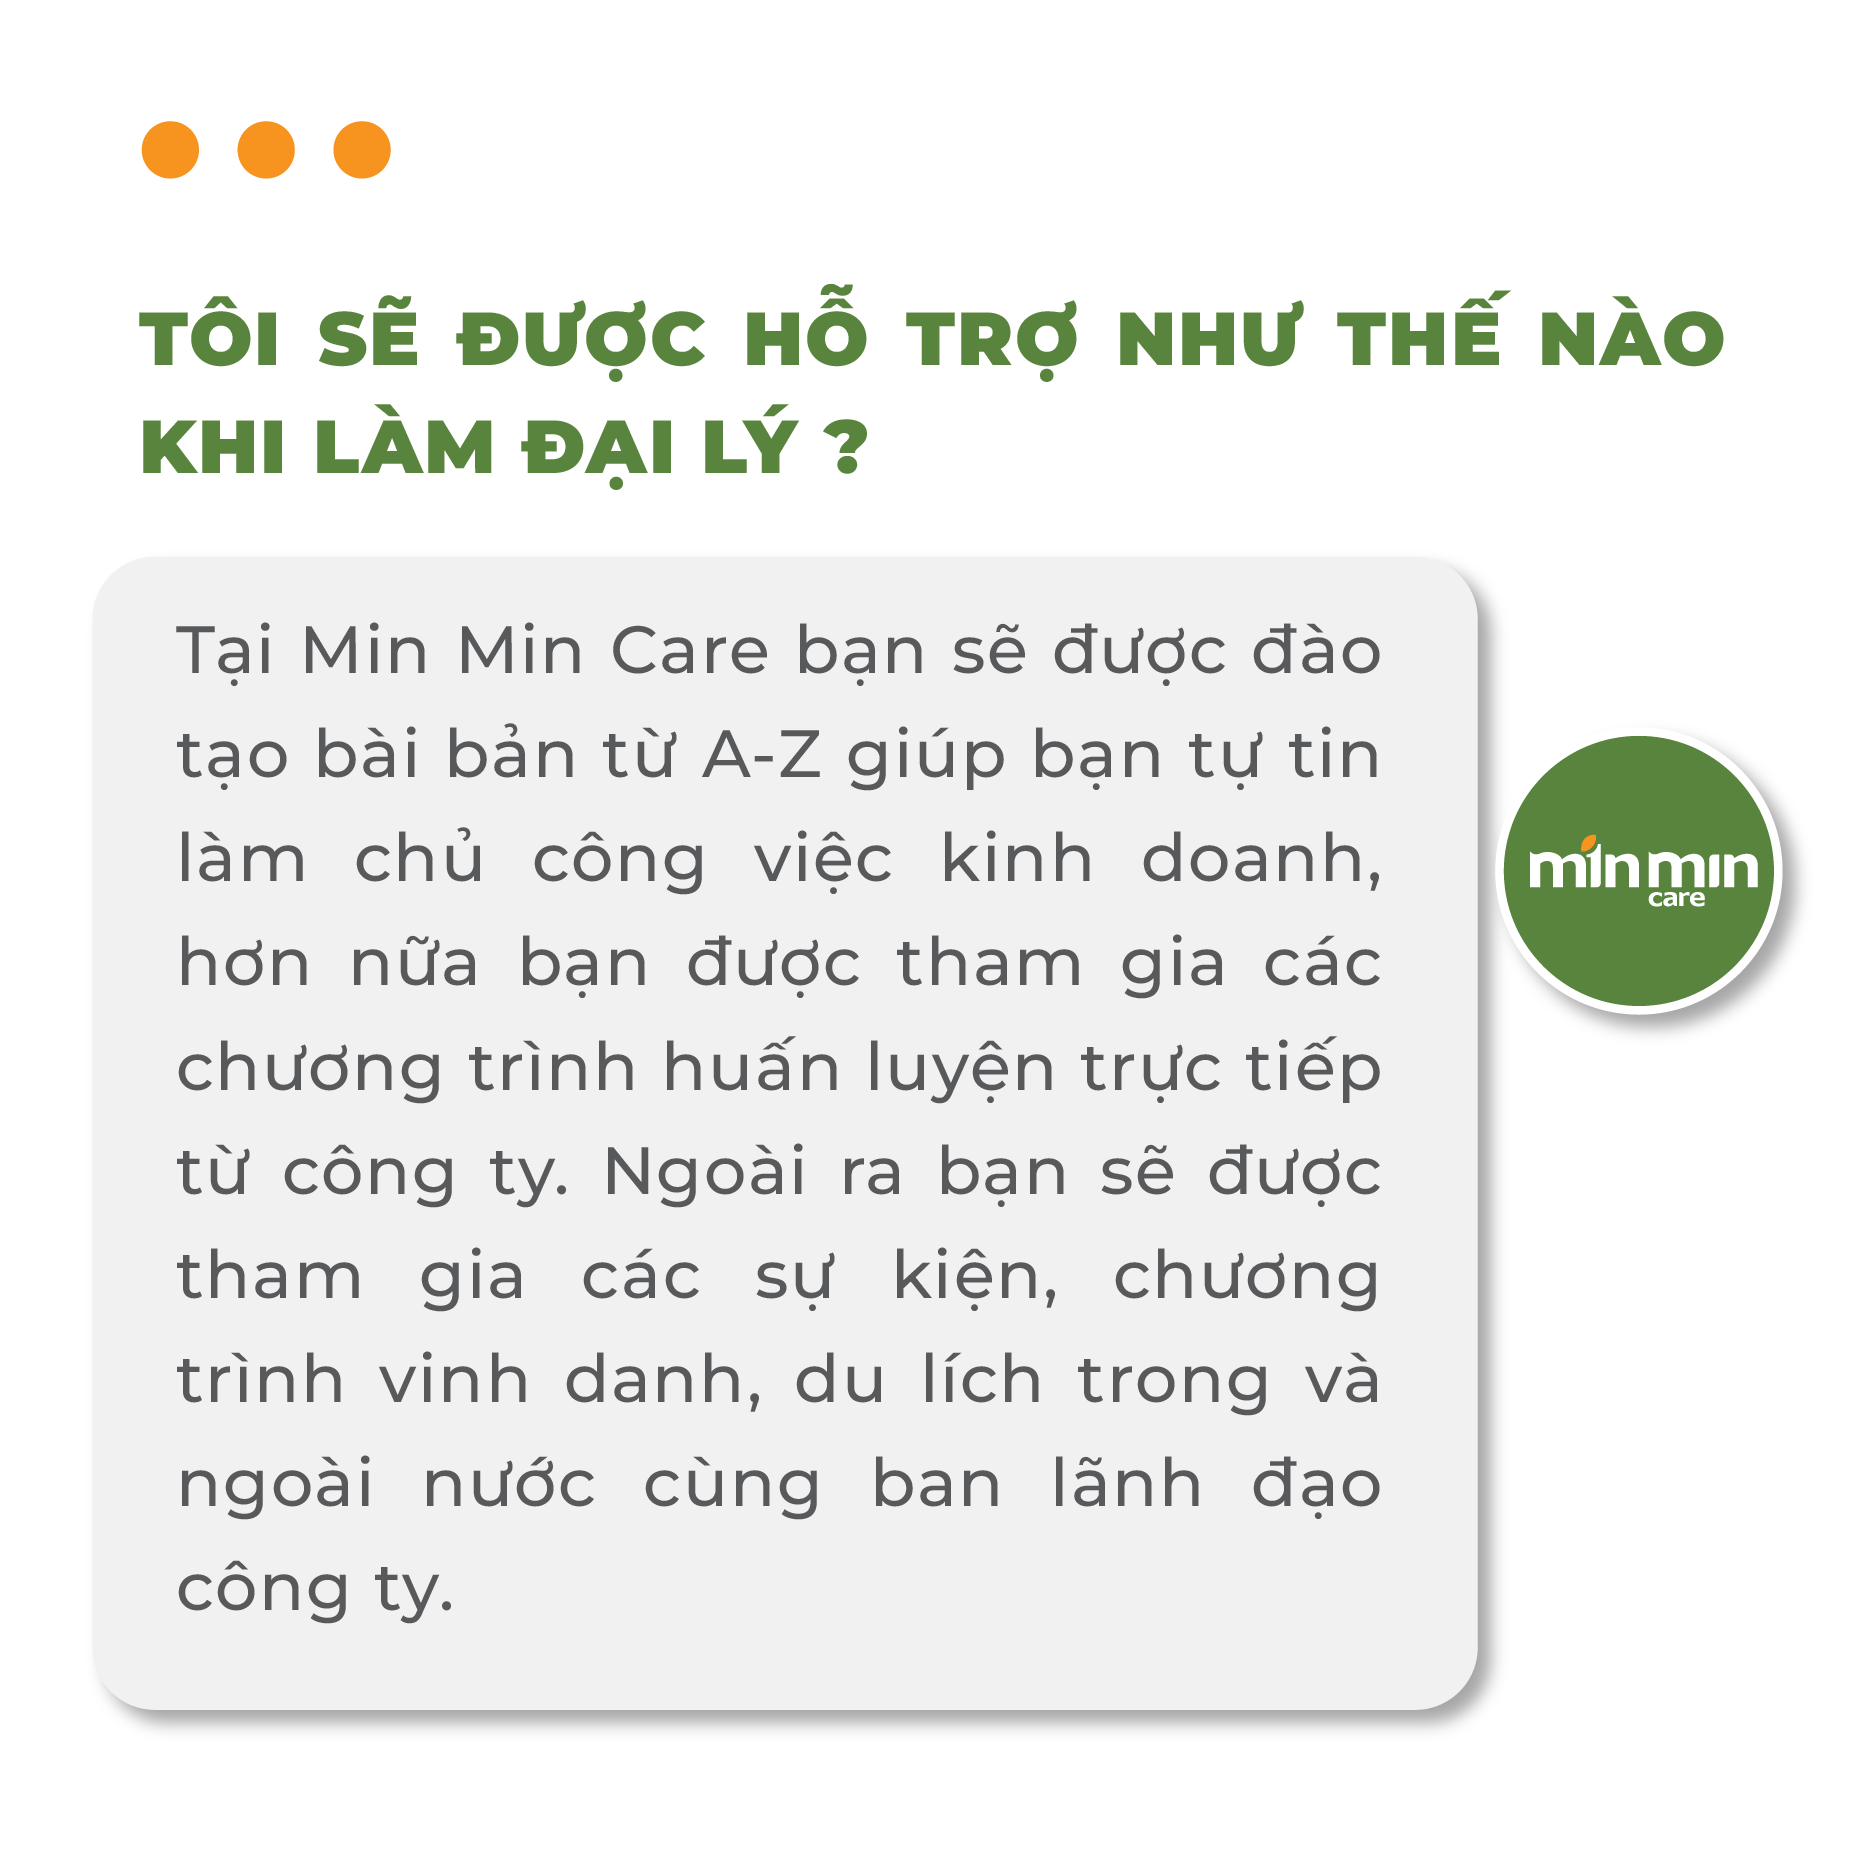 TÔI SẼ ĐƯỢC HỖ TRỢ NHƯ THẾ NÀO
KHI LÀM ĐẠI LÝ ?
Tại Min Min Care bạn sẽ được đào
tạo bài bản từ A-Z giúp bạn tự tin
làm chủ công việc kinh doanh,
hơn nữa bạn được tham gia các
chương trình huấn luyện trực tiếp
từ công ty. Ngoài ra bạn sẽ được
tham gia các sự kiện, chương
trình vinh danh, du lích trong và
ngoài nước cùng ban lãnh đạo
công ty.
min min
care